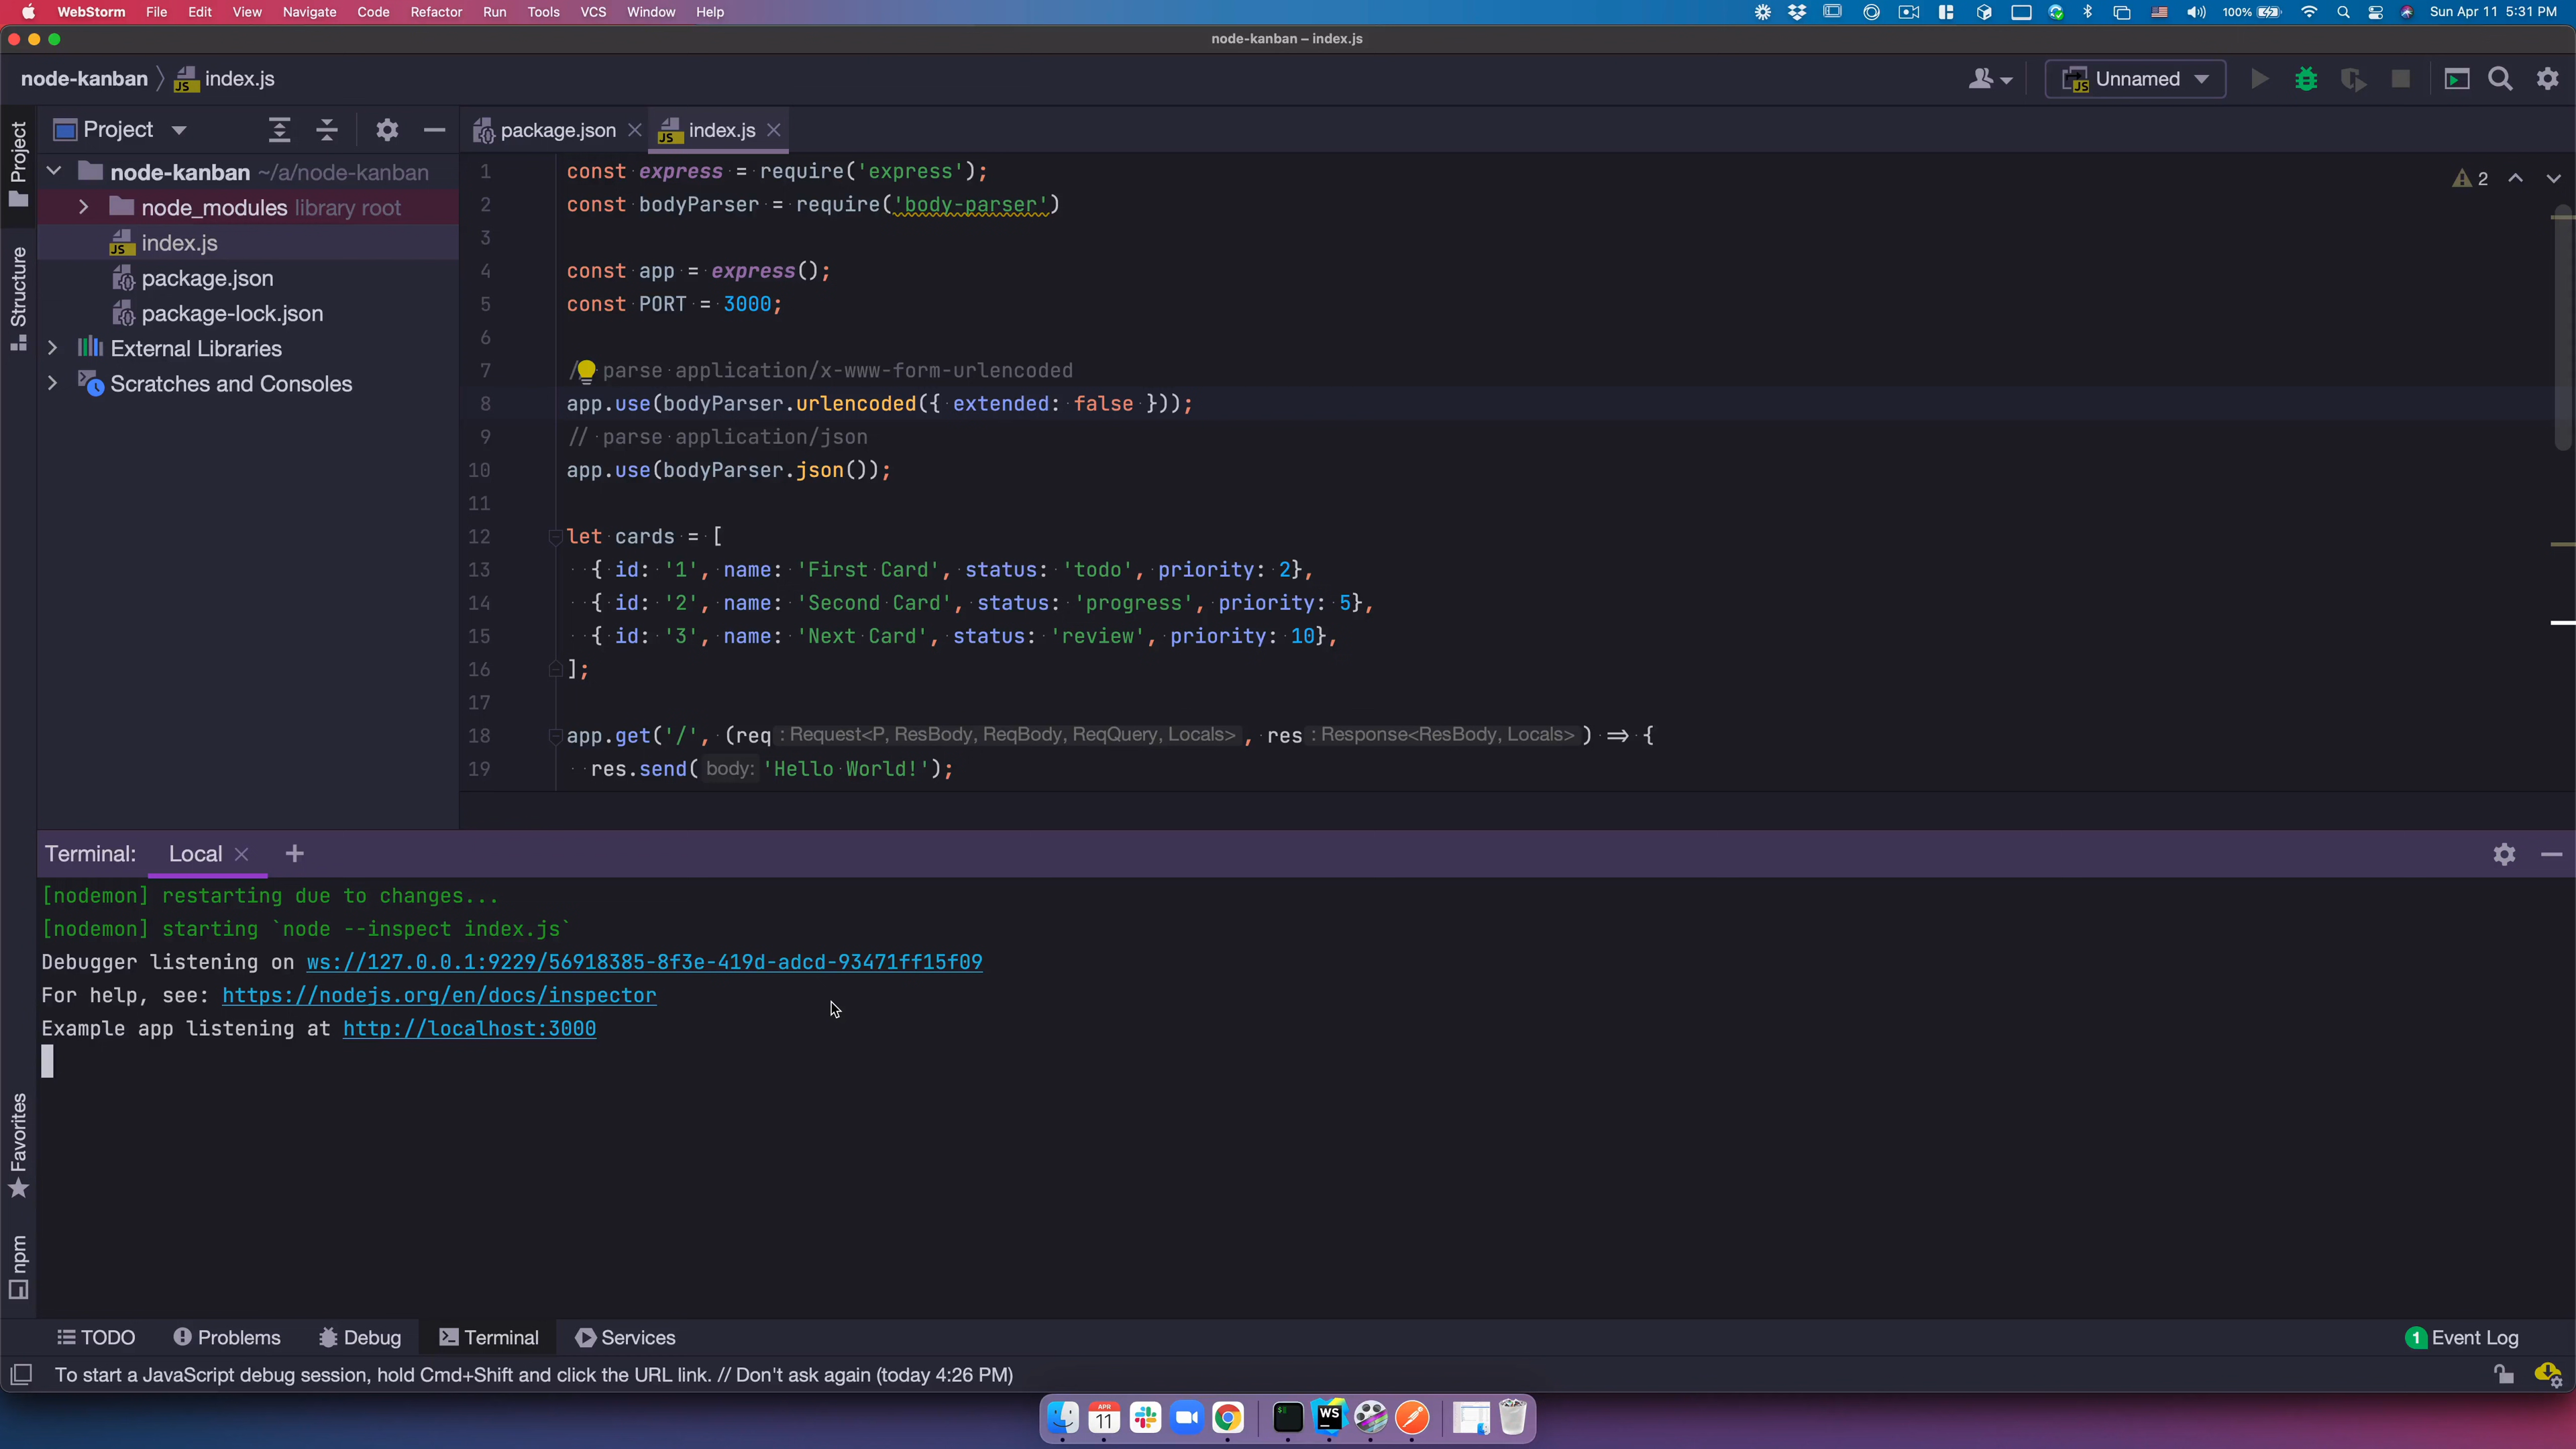 WebStorm File Edit View Navigate Code Refactor Run Tools VCS Window Help 100% Sun Apr 11 5:31 PM
node-kanban – index.js
node-kanban index.js Unnamed
Project package.json index.js
Project
Structure
Favorites
npm
node-kanban ~/a/node-kanban
node_modules library root
index.js
package.json
package-lock.json
External Libraries
Scratches and Consoles
2
1 const express = require('express');
2 const bodyParser = require('body-parser')
3
4 const app = express();
5 const PORT = 3000;
6
7 / parse application/x-www-form-urlencoded
8 app.use(bodyParser.urlencoded({ extended: false }));
9 // parse application/json
10 app.use(bodyParser.json());
11
12 let cards = [
13 { id: '1', name: 'First Card', status: 'todo', priority: 2},
14 { id: '2', name: 'Second Card', status: 'progress', priority: 5},
15 { id: '3', name: 'Next Card', status: 'review', priority: 10},
16 ];
17
18 app.get('/', (req : Request<P, ResBody, ReqBody, ReqQuery, Locals> , res : Response<ResBody, Locals> ) => {
19 res.send( body: 'Hello World!');
Terminal: Local
[nodemon] restarting due to changes...
[nodemon] starting `node --inspect index.js`
Debugger listening on ws://127.0.0.1:9229/56918385-8f3e-419d-adcd-93471ff15f09
For help, see: https://nodejs.org/en/docs/inspector
Example app listening at http://localhost:3000
TODO Problems Debug Terminal Services 1 Event Log
To start a JavaScript debug session, hold Cmd+Shift and click the URL link. // Don't ask again (today 4:26 PM)
APR
11
WS